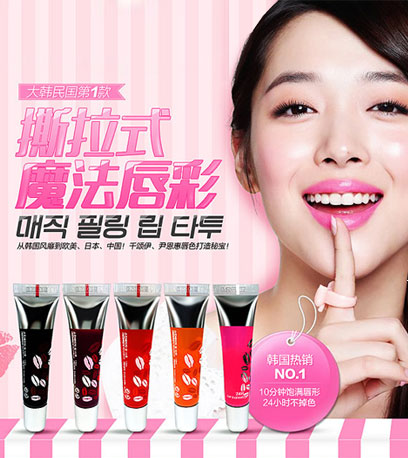 大韩民国第1款
撕拉式
魔法唇彩
매직 필링 립 타투
从韩国风靡到欧美、日本、中国！千颂伊、尹恩惠唇色打造秘宝！
韩国热销
NO.1
10分钟饱满唇形
24小时不掉色